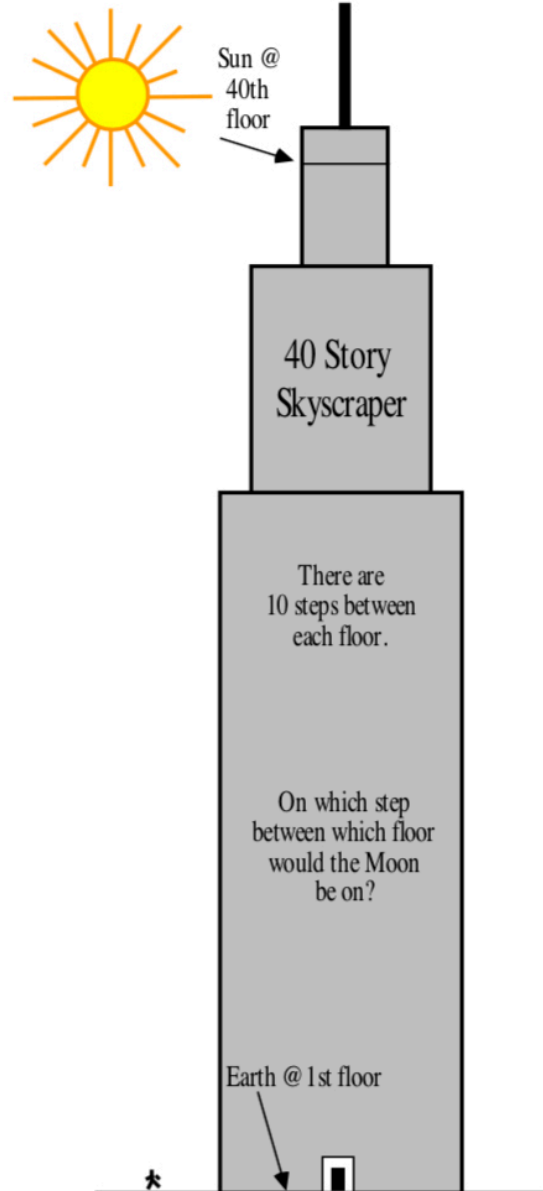 Sun @
40th
floor
40 Story
Skyscraper
There are
10 steps between
each floor.
On which step
between which floor
would the Moon
be on?
Earth @ 1st floor